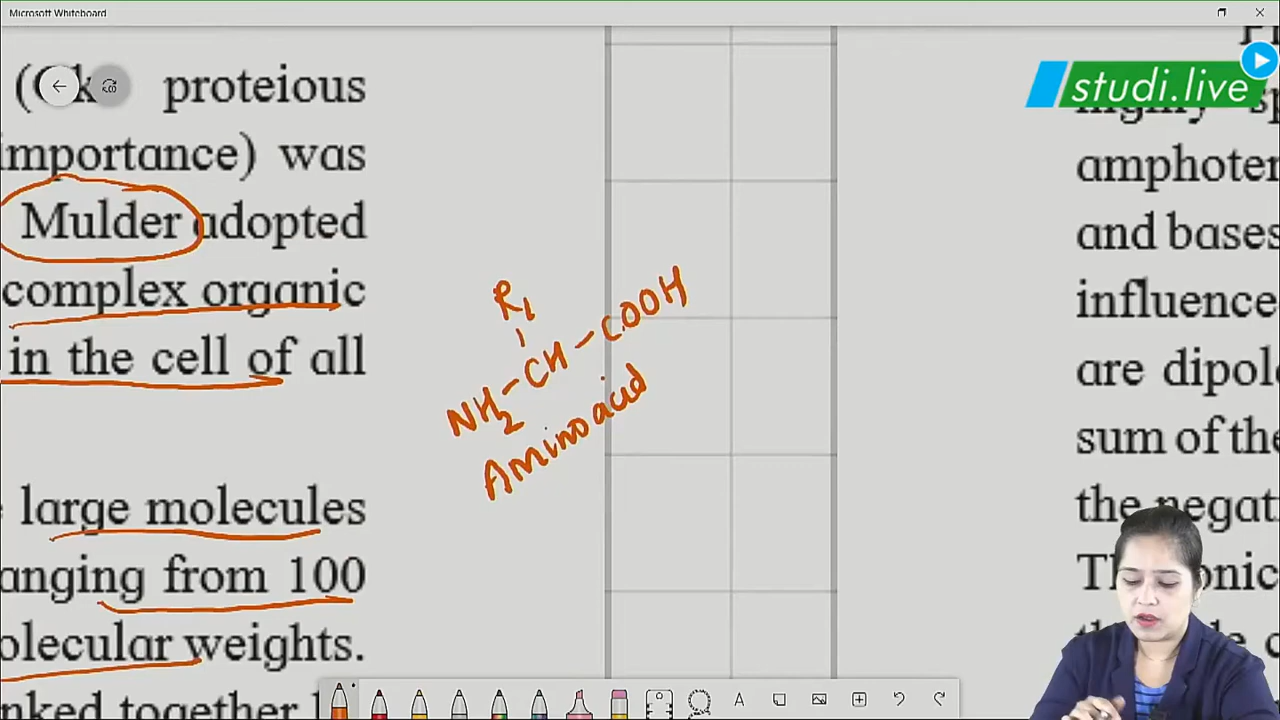 Microsoft Whiteboard
proteious
importance) was
Mulder adopted
complex organic
in the cell of all
large molecules
anging from 100
olecular weights.
nked together
R1
NH2-CH-COOH
Aminoacid
studi.live
highly sp
amphoter
and bases
influence
are dipol
sum of the
the negat
onic
A